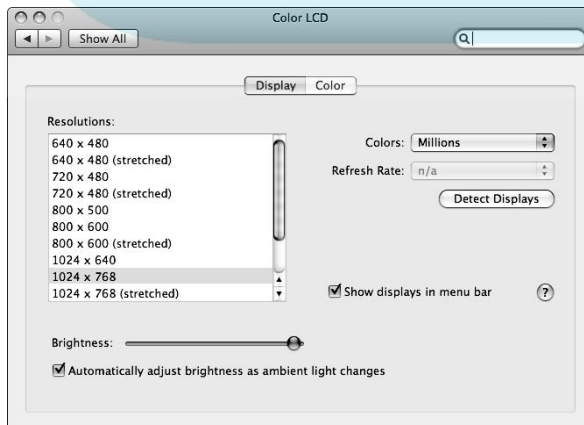 Color LCD
Show All
Display Color
Resolutions:
640 x 480
640 x 480 (stretched)
720 x 480
720 x 480 (stretched)
800 x 500
800 x 600
800 x 600 (stretched)
1024 x 640
1024 x 768
1024 x 768 (stretched)
Colors: Millions
Refresh Rate: n/a
Detect Displays
Show displays in menu bar ?
Brightness:
Automatically adjust brightness as ambient light changes